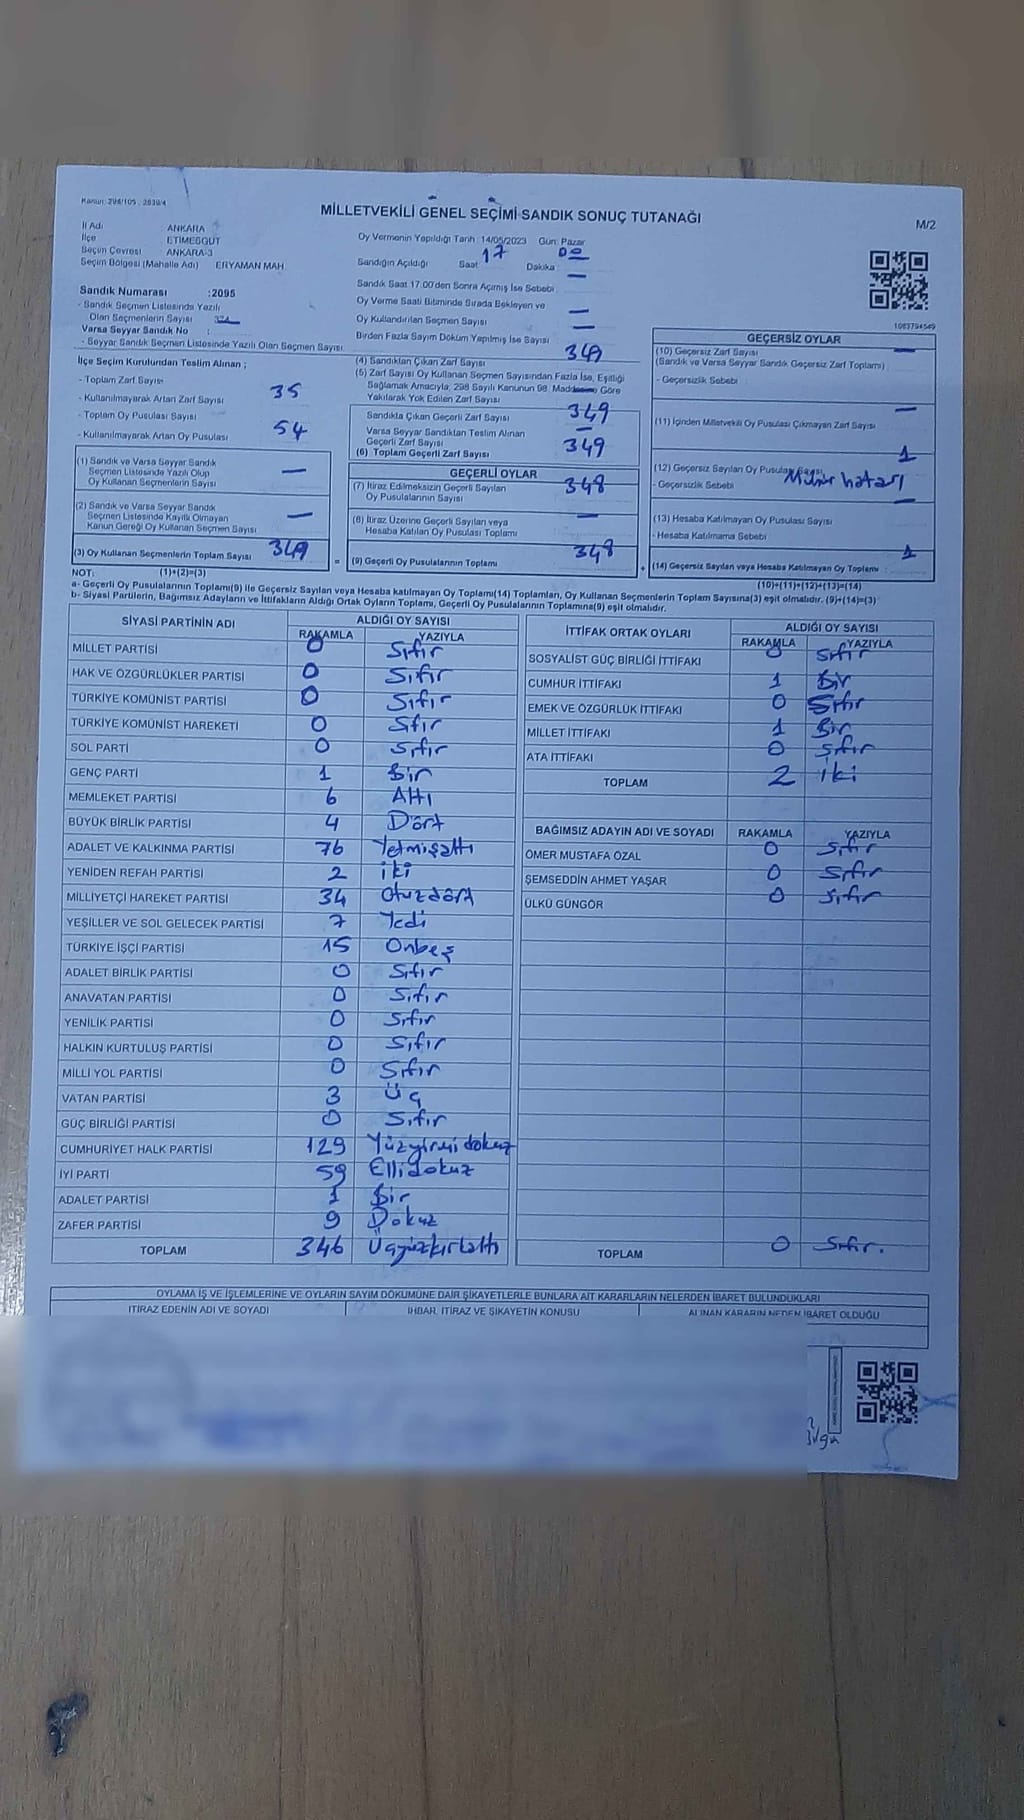 Kanun: 298/105 , 2839/4
MİLLETVEKİLİ GENEL SEÇİMİ SANDIK SONUÇ TUTANAĞI
M/2
İl Adı ANKARA
İlçe ETİMESGUT
Seçim Çevresi ANKARA-3
Seçim Bölgesi (Mahalle Adı) ERYAMAN MAH.
Oy Vermenin Yapıldığı Tarih: 14/05/2023 Gün: Pazar
Sandığın Açıldığı Saat 17 Dakika 00
Sandık Saat 17.00'den Sonra Açılmış İse Sebebi
Oy Verme Saati Bitiminde Sırada Bekleyen ve
Oy Kullandırılan Seçmen Sayısı —
Birden Fazla Sayım Döküm Yapılmış İse Sayısı —
Sandık Numarası :2095
- Sandık Seçmen Listesinde Yazılı
Olan Seçmenlerin Sayısı
Varsa Seyyar Sandık No :
- Seyyar Sandık Seçmen Listesinde Yazılı Olan Seçmen Sayısı:
1063794549
İlçe Seçim Kurulundan Teslim Alınan ;
- Toplam Zarf Sayısı
- Kullanılmayarak Artan Zarf Sayısı 35
- Toplam Oy Pusulası Sayısı
- Kullanılmayarak Artan Oy Pusulası 54
(1) Sandık ve Varsa Seyyar Sandık
Seçmen Listesinde Yazılı Olup
Oy Kullanan Seçmenlerin Sayısı —
(2) Sandık ve Varsa Seyyar Sandık
Seçmen Listesinde Kayıtlı Olmayan
Kanun Gereği Oy Kullanan Seçmen Sayısı —
(3) Oy Kullanan Seçmenlerin Toplam Sayısı 349
(1)+(2)=(3)
(4) Sandıktan Çıkan Zarf Sayısı 349
(5) Zarf Sayısı Oy Kullanan Seçmen Sayısından Fazla İse, Eşitliği
Sağlamak Amacıyla, 298 Sayılı Kanunun 98. Maddesine Göre
Yakılarak Yok Edilen Zarf Sayısı —
Sandıkta Çıkan Geçerli Zarf Sayısı 349
Varsa Seyyar Sandıktan Teslim Alınan
Geçerli Zarf Sayısı —
(6) Toplam Geçerli Zarf Sayısı 349
GEÇERLİ OYLAR
(7) İtiraz Edilmeksizin Geçerli Sayılan
Oy Pusulalarının Sayısı 348
(8) İtiraz Üzerine Geçerli Sayılan veya
Hesaba Katılan Oy Pusulaları Toplamı —
= (9) Geçerli Oy Pusulalarının Toplamı 348
GEÇERSİZ OYLAR
(10) Geçersiz Zarf Sayısı —
(Sandık ve Varsa Seyyar Sandık Geçersiz Zarf Toplamı)
- Geçersizlik Sebebi
(11) İçinden Milletvekili Oy Pusulası Çıkmayan Zarf Sayısı —
(12) Geçersiz Sayılan Oy Pusulası Sayısı 1
- Geçersizlik Sebebi Mühür hatası
(13) Hesaba Katılmayan Oy Pusulası Sayısı —
- Hesaba Katılmama Sebebi
+ (14) Geçersiz Sayılan veya Hesaba Katılmayan Oy Toplamı : 1
(10)+(11)+(12)+(13)=(14)
NOT:
a- Geçerli Oy Pusulalarının Toplamı(9) ile Geçersiz Sayılan veya Hesaba katılmayan Oy Toplamı(14) Toplamları, Oy Kullanan Seçmenlerin Toplam Sayısına(3) eşit olmalıdır. (9)+(14)=(3)
b- Siyasi Partilerin, Bağımsız Adayların ve İttifakların Aldığı Ortak Oyların Toplamı, Geçerli Oy Pusulalarının Toplamına(9) eşit olmalıdır.
SİYASİ PARTİNİN ADI ALDIĞI OY SAYISI
RAKAMLA YAZIYLA
MİLLET PARTİSİ 0 Sıfır
HAK VE ÖZGÜRLÜKLER PARTİSİ 0 Sıfır
TÜRKİYE KOMÜNİST PARTİSİ 0 Sıfır
TÜRKİYE KOMÜNİST HAREKETİ 0 Sıfır
SOL PARTİ 0 Sıfır
GENÇ PARTİ 1 Bir
MEMLEKET PARTİSİ 6 Altı
BÜYÜK BİRLİK PARTİSİ 4 Dört
ADALET VE KALKINMA PARTİSİ 76 Yetmişaltı
YENİDEN REFAH PARTİSİ 2 iki
MİLLİYETÇİ HAREKET PARTİSİ 34 Otuzdört
YEŞİLLER VE SOL GELECEK PARTİSİ 7 Yedi
TÜRKİYE İŞÇİ PARTİSİ 15 Onbeş
ADALET BİRLİK PARTİSİ 0 Sıfır
ANAVATAN PARTİSİ 0 Sıfır
YENİLİK PARTİSİ 0 Sıfır
HALKIN KURTULUŞ PARTİSİ 0 Sıfır
MİLLİ YOL PARTİSİ 0 Sıfır
VATAN PARTİSİ 3 Üç
GÜÇ BİRLİĞİ PARTİSİ 0 Sıfır
CUMHURİYET HALK PARTİSİ 129 Yüzyirmi dokuz
İYİ PARTİ 59 Ellidokuz
ADALET PARTİSİ 1 Bir
ZAFER PARTİSİ 9 Dokuz
TOPLAM 346 Üçyüzkırkaltı
İTTİFAK ORTAK OYLARI ALDIĞI OY SAYISI
RAKAMLA YAZIYLA
SOSYALİST GÜÇ BİRLİĞİ İTTİFAKI 0 Sıfır
CUMHUR İTTİFAKI 1 Bir
EMEK VE ÖZGÜRLÜK İTTİFAKI 0 Sıfır
MİLLET İTTİFAKI 1 Bir
ATA İTTİFAKI 0 Sıfır
TOPLAM 2 iki
BAĞIMSIZ ADAYIN ADI VE SOYADI RAKAMLA YAZIYLA
ÖMER MUSTAFA ÖZAL 0 Sıfır
ŞEMSEDDİN AHMET YAŞAR 0 Sıfır
ÜLKÜ GÜNGÖR 0 Sıfır
TOPLAM 0 Sıfır.
OYLAMA İŞ VE İŞLEMLERİNE VE OYLARIN SAYIM DÖKÜMÜNE DAİR ŞİKAYETLERLE BUNLARA AİT KARARLARIN NELERDEN İBARET BULUNDUKLARI
İTİRAZ EDENİN ADI VE SOYADI İHBAR, İTİRAZ VE ŞİKAYETİN KONUSU ALINAN KARARIN NEDEN İBARET OLDUĞU